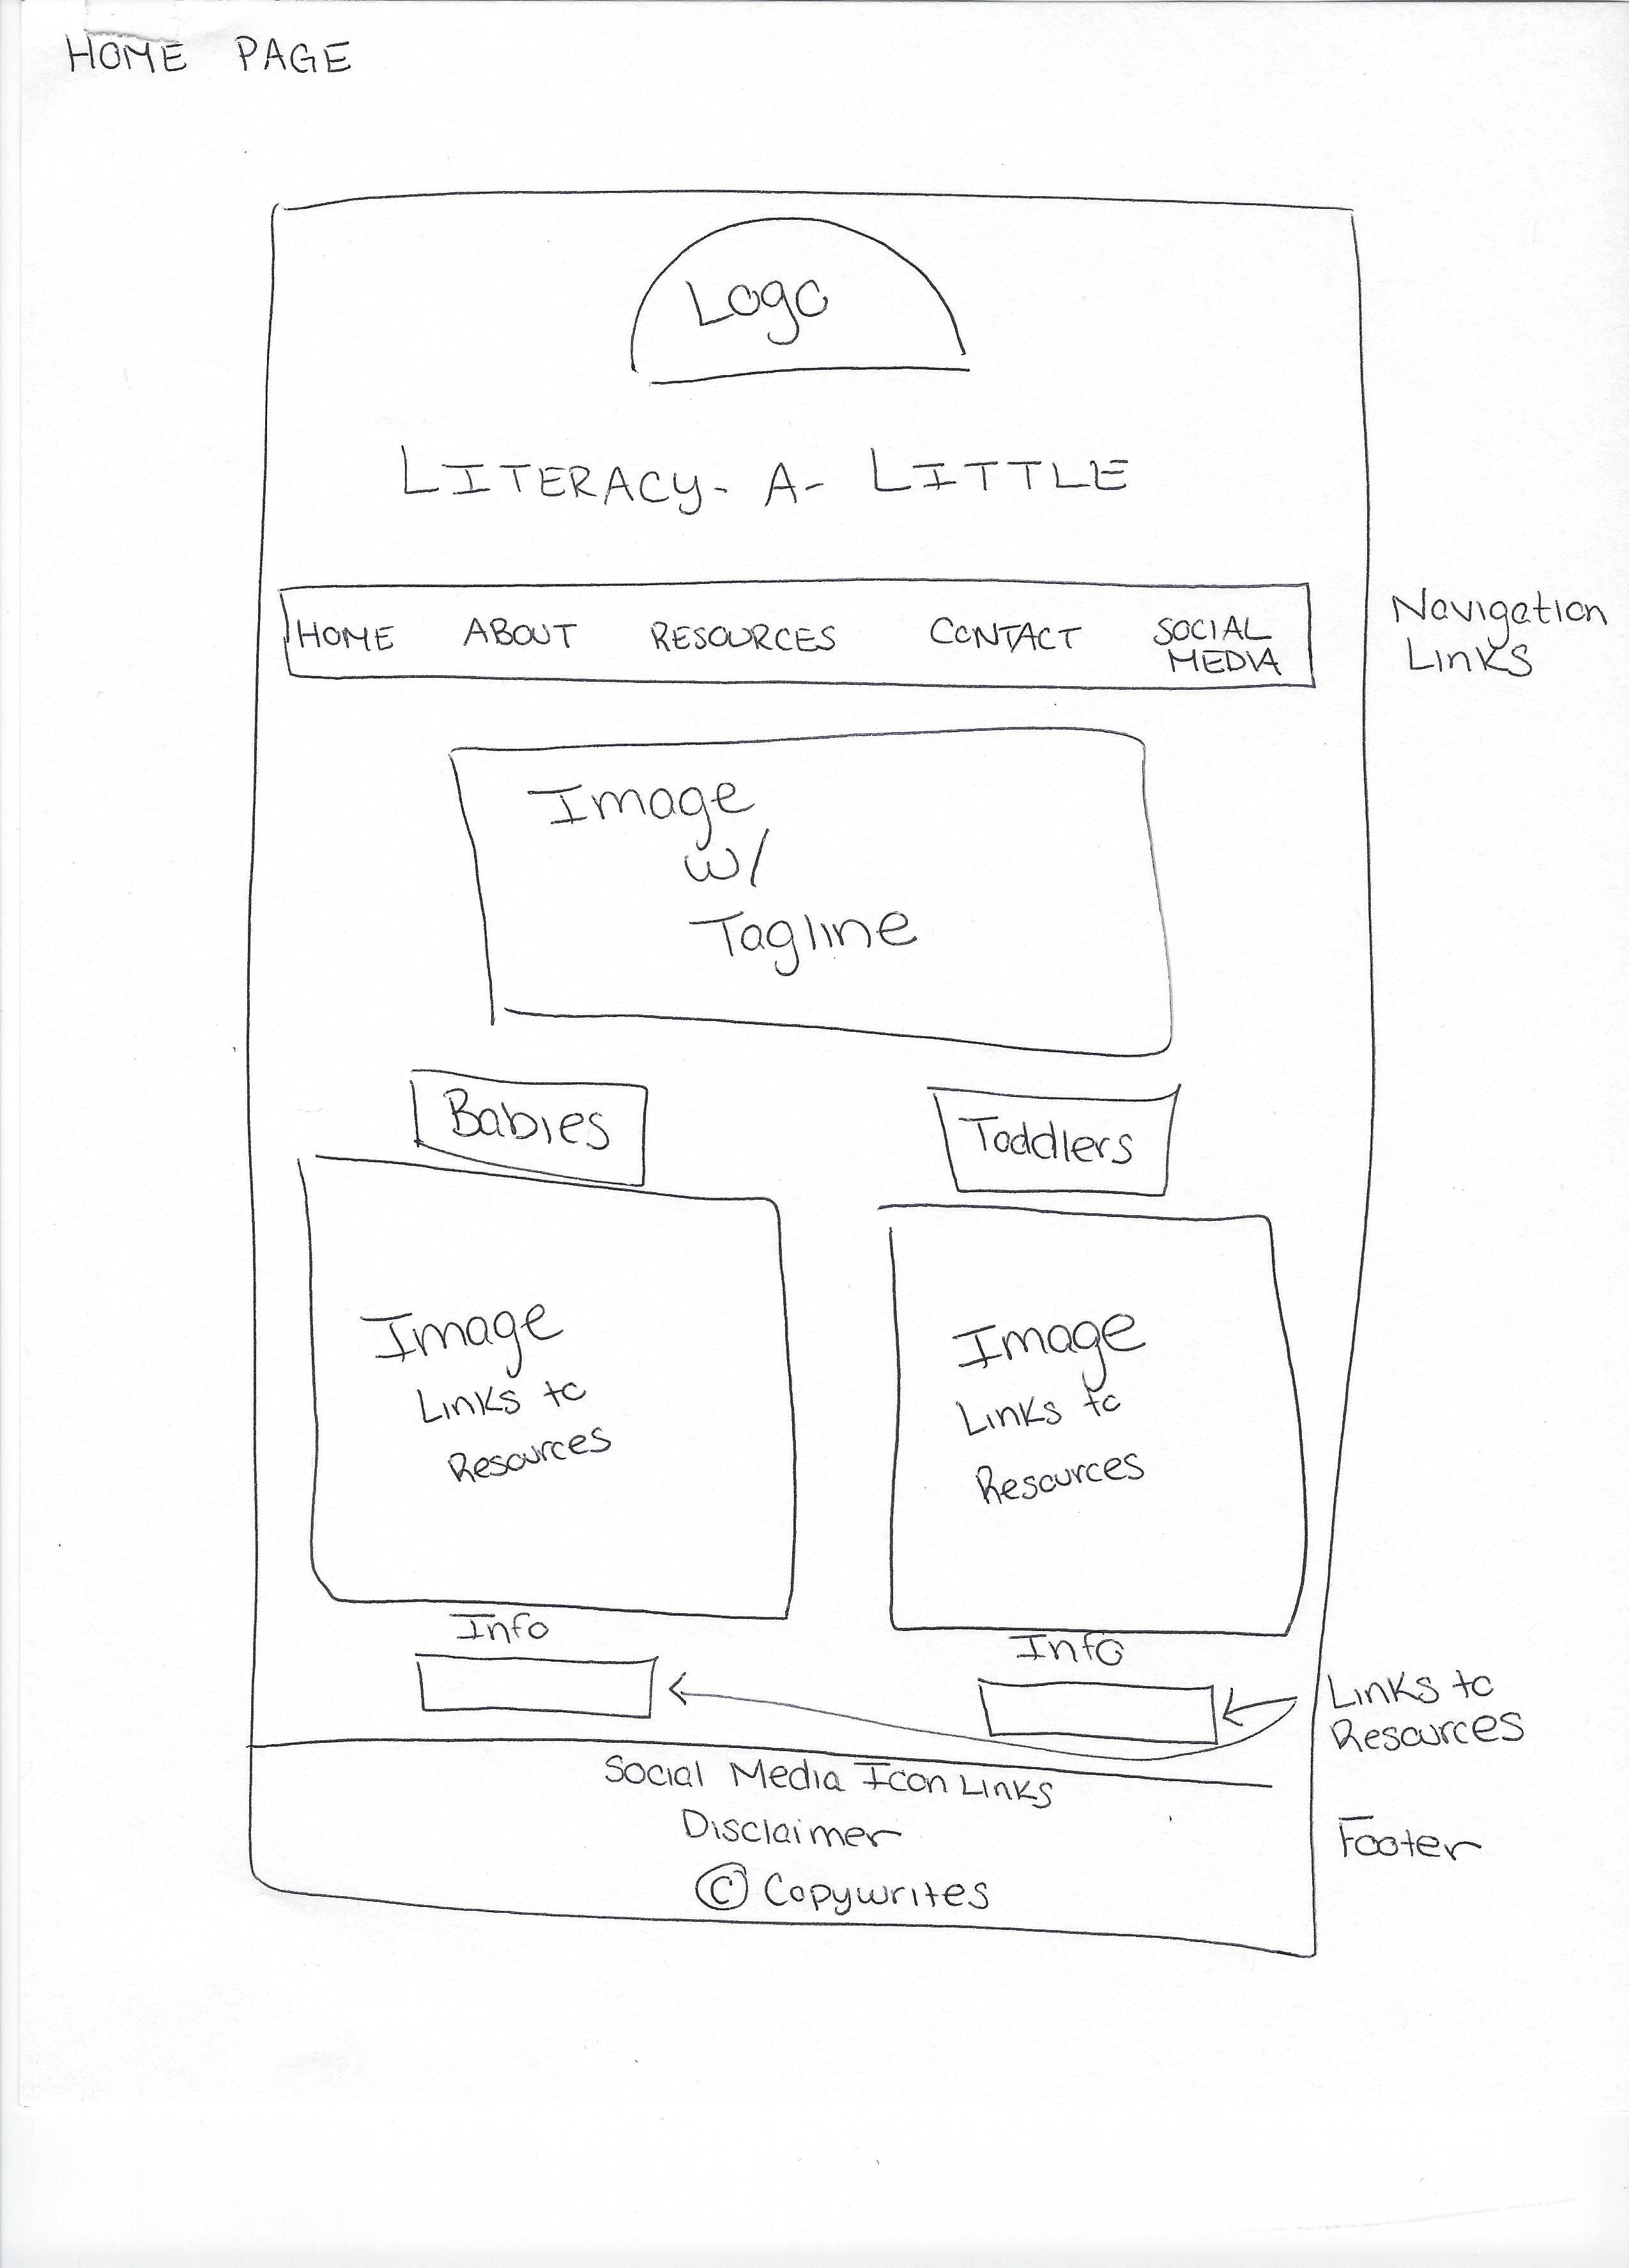 HOME PAGE
Logo
LITERACY-A-LITTLE
HOME ABOUT RESOURCES CONTACT SOCIAL MEDIA
Navigation
Links
Image
w/
Tagline
Babies
Toddlers
Image
Links to
Resources
Image
Links to
Resources
Info
Info
Links to
Resources
Social Media Icon Links
Disclaimer
© Copywrites
Footer